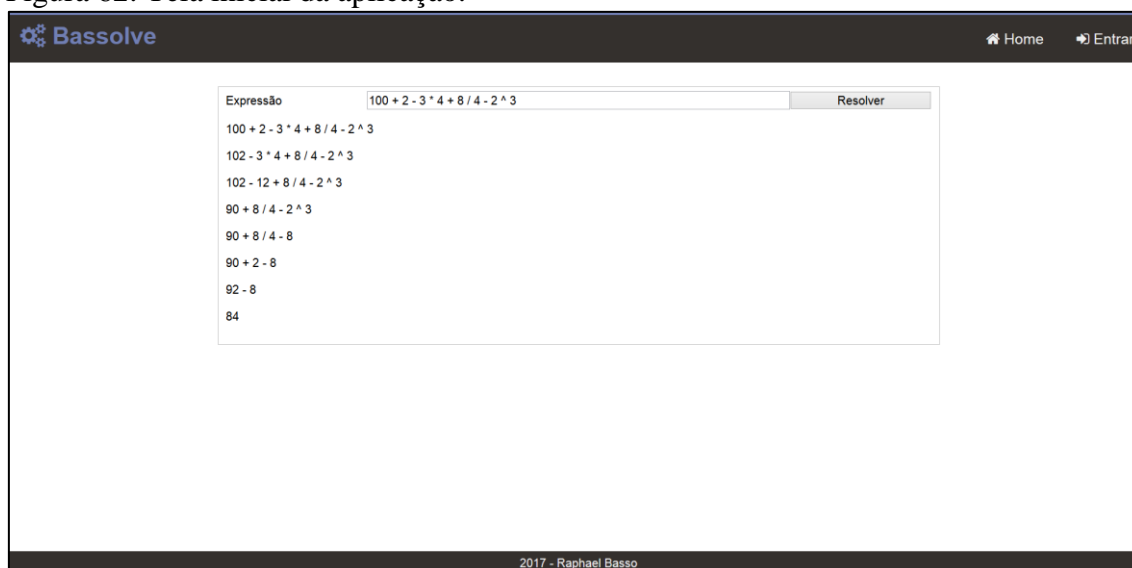 Figura 82: Tela inicial da aplicação.
Bassolve Home Entrar
Expressão 100 + 2 - 3 * 4 + 8 / 4 - 2 ^ 3 Resolver
100 + 2 - 3 * 4 + 8 / 4 - 2 ^ 3
102 - 3 * 4 + 8 / 4 - 2 ^ 3
102 - 12 + 8 / 4 - 2 ^ 3
90 + 8 / 4 - 2 ^ 3
90 + 8 / 4 - 8
90 + 2 - 8
92 - 8
84
2017 - Raphael Basso